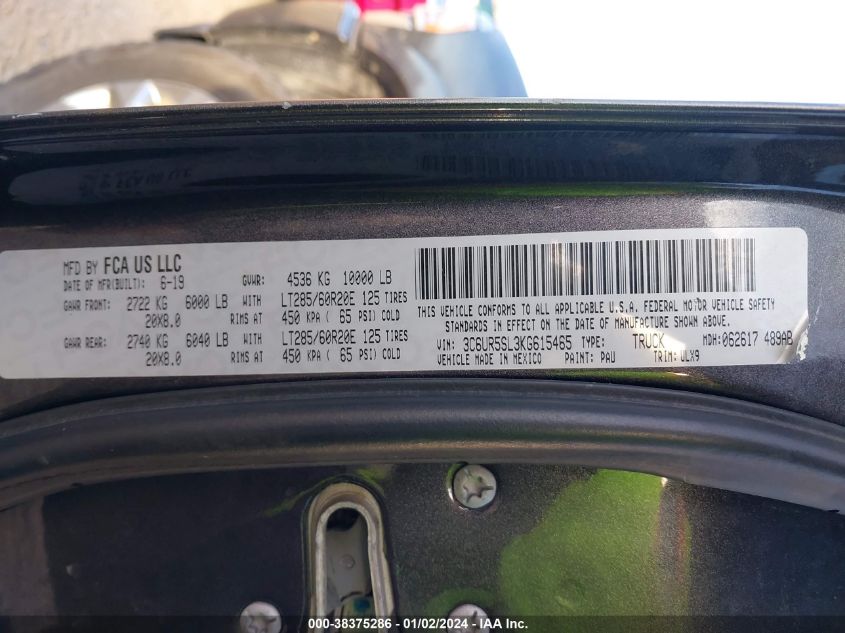 MFD BY FCA US LLC
DATE OF MFR(BUILT): 6-19 GVWR: 4536 KG 10000 LB
GAWR FRONT: 2722 KG 6000 LB WITH LT285/60R20E 125 TIRES
20X8.0 RIMS AT 450 KPA ( 65 PSI) COLD
GAWR REAR: 2740 KG 6040 LB WITH LT285/60R20E 125 TIRES
20X8.0 RIMS AT 450 KPA ( 65 PSI) COLD
THIS VEHICLE CONFORMS TO ALL APPLICABLE U.S.A. FEDERAL MOTOR VEHICLE SAFETY
STANDARDS IN EFFECT ON THE DATE OF MANUFACTURE SHOWN ABOVE.
VIN: 3C6UR5SL3KG615465 TYPE: TRUCK MDH: 062617 489AB
VEHICLE MADE IN MEXICO PAINT: PAU TRIM: ULX9
000-38375286 - 01/02/2024 - IAA Inc.